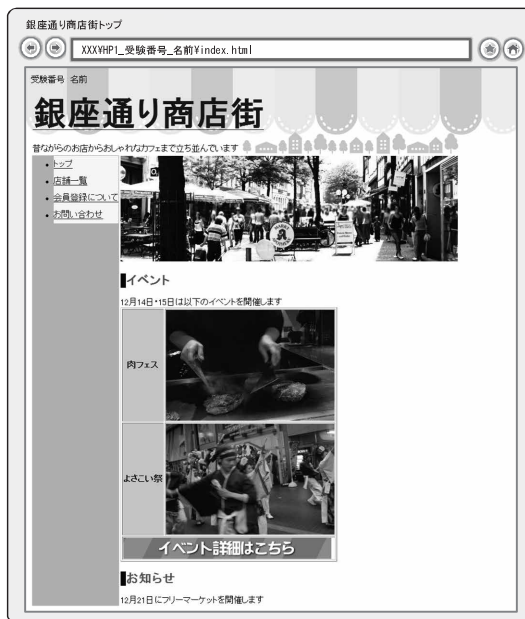 銀座通り商店街トップ
XXX¥HP1_受験番号_名前¥index.html
受験番号 名前
銀座通り商店街
昔ながらのお店からおしゃれなカフェまで立ち並んでいます
・トップ
・店舗一覧
・会員登録について
・お問い合わせ
イベント
12月14日・15日は以下のイベントを開催します
肉フェス
よさこい祭
イベント詳細はこちら
お知らせ
12月21日にフリーマーケットを開催します